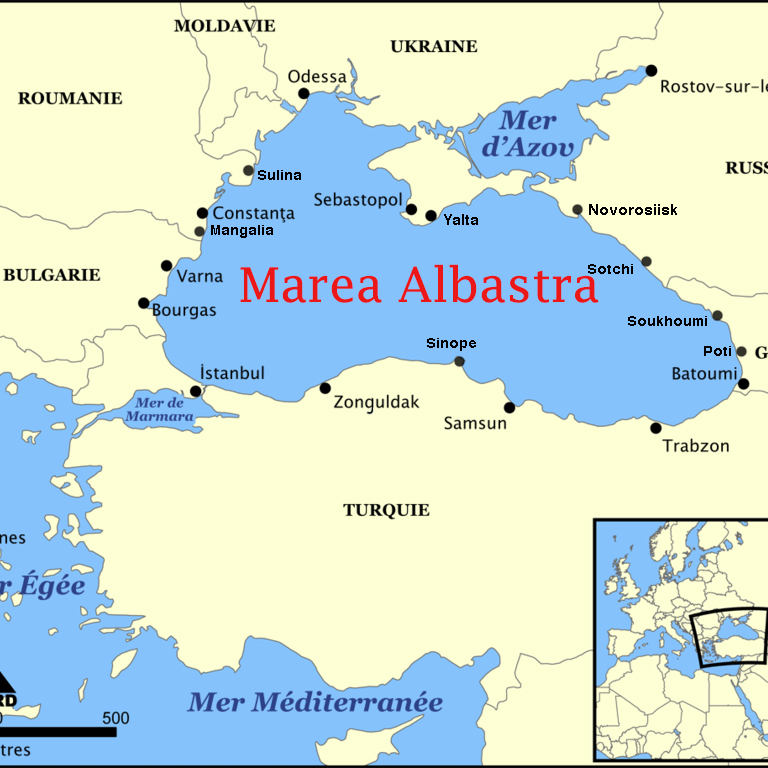 MOLDAVIE
UKRAINE
Odessa
ROUMANIE
Rostov-sur-le
Mer
d'Azov
RUSS
Sulina
Sebastopol
Constanţa
Yalta
Novorosiisk
Mangalia
BULGARIE
Varna
Marea Albastra
Sotchi
Bourgas
Soukhoumi
Sinope
Poti
G
İstanbul
Batoumi
Mer de
Marmara
Zonguldak
Samsun
Trabzon
TURQUIE
nes
r Égée
Mer Méditerranée
RD
0
500
tres